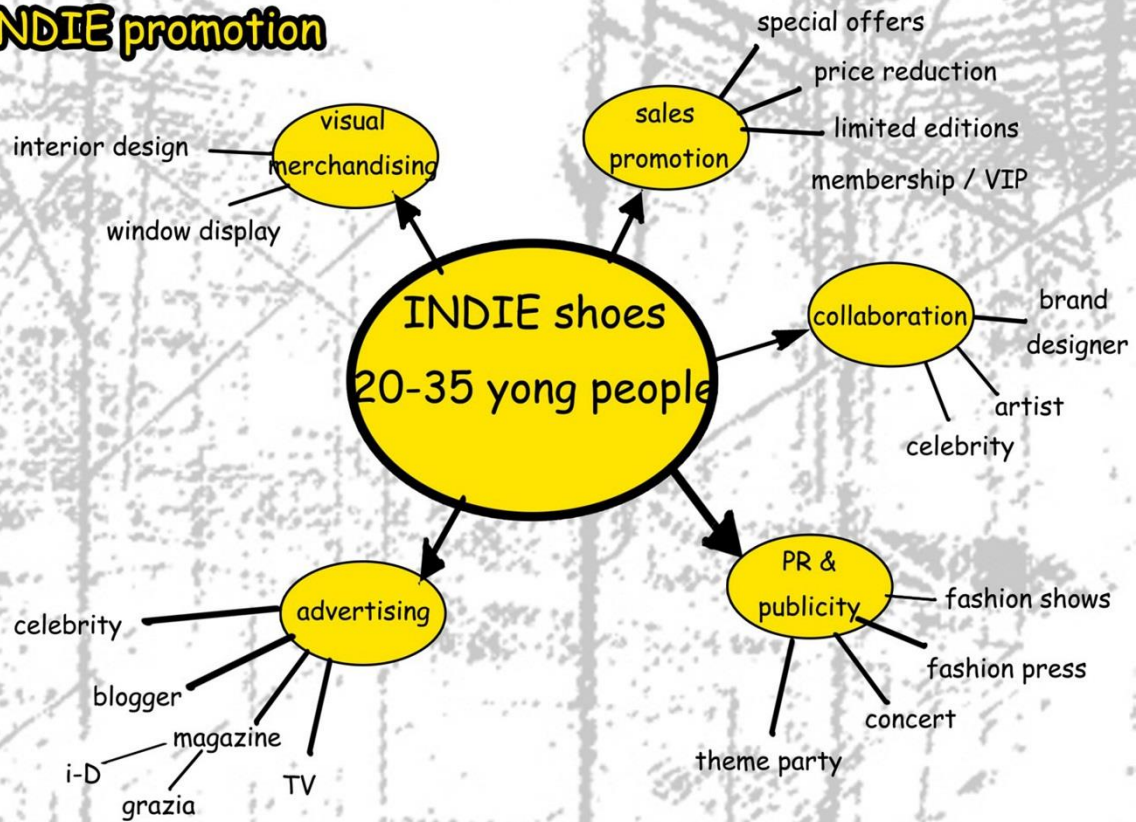 INDIE promotion
special offers
price reduction
limited editions
membership / VIP
sales
promotion
visual
merchandising
interior design
window display
INDIE shoes
20-35 yong people
collaboration
brand
designer
artist
celebrity
PR &
publicity
fashion shows
fashion press
concert
theme party
advertising
celebrity
blogger
magazine
i-D
grazia
TV